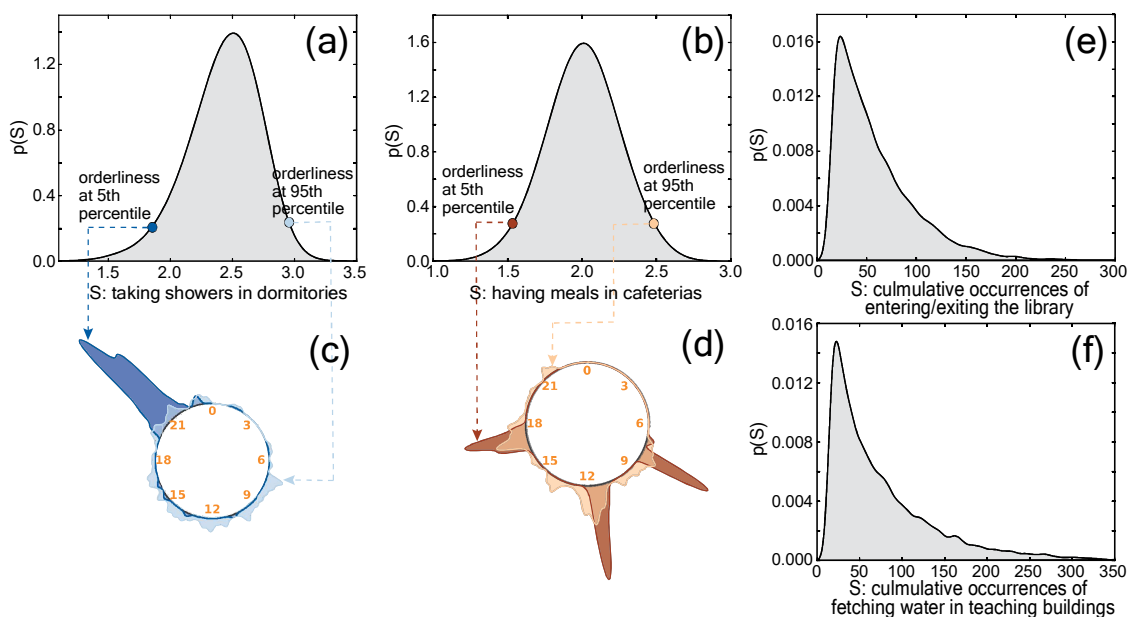 (a)
p(S)
1.2
0.8
0.4
0.0
orderliness
at 5th
percentile
orderliness
at 95th
percentile
1.5
2.0
2.5
3.0
3.5
S: taking showers in dormitories
(b)
p(S)
1.6
1.2
0.8
0.4
0.0
orderliness
at 5th
percentile
orderliness
at 95th
percentile
1.0
1.5
2.0
2.5
3.0
S: having meals in cafeterias
(c)
0
3
6
9
12
15
18
21
(d)
0
3
6
9
12
15
18
21
(e)
p(S)
0.016
0.012
0.008
0.004
0.000
0
50
100
150
200
250
300
S: culmulative occurrences of
entering/exiting the library
(f)
p(S)
0.016
0.012
0.008
0.004
0.000
0
50
100
150
200
250
300
350
S: culmulative occurrences of
fetching water in teaching buildings